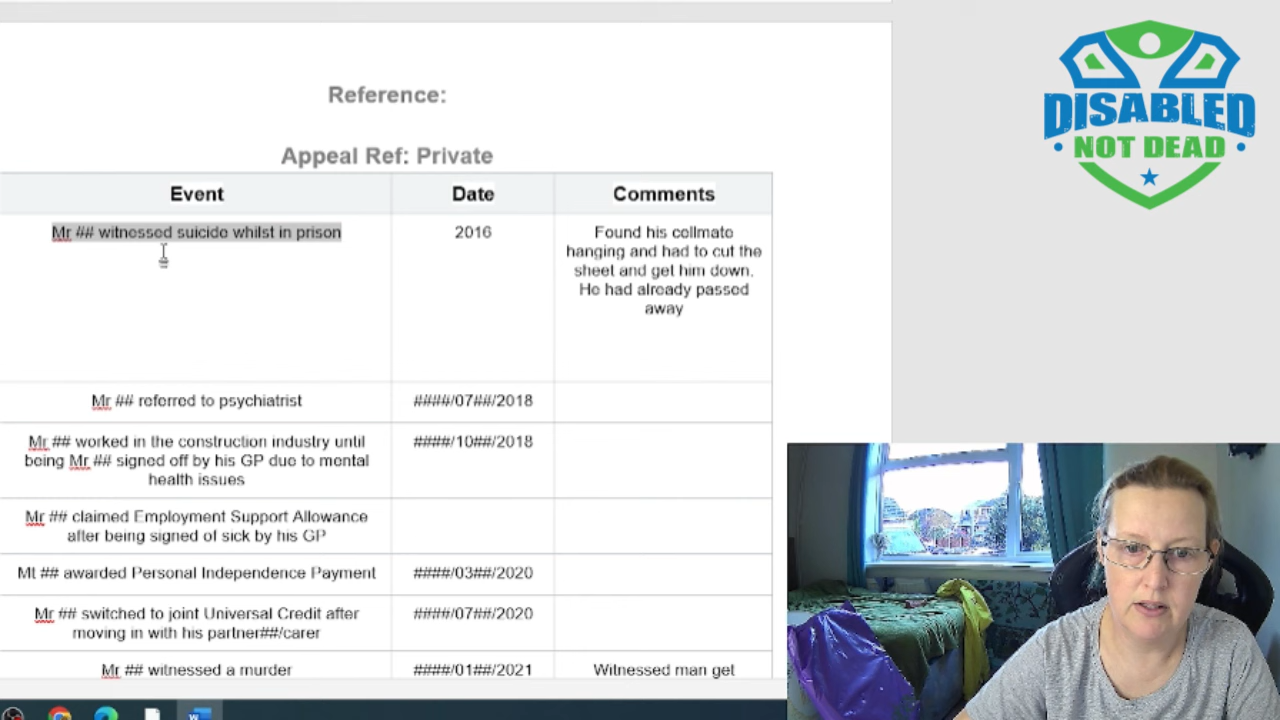 Reference:
Appeal Ref: Private
Event Date Comments
Mr ## witnessed suicide whilst in prison 2016 Found his cellmate
hanging and had to cut the
sheet and get him down.
He had already passed
away
Mr ## referred to psychiatrist ####/07##/2018
Mr ## worked in the construction industry until ####/10##/2018
being Mr ## signed off by his GP due to mental
health issues
Mr ## claimed Employment Support Allowance
after being signed of sick by his GP
Mt ## awarded Personal Independence Payment ####/03##/2020
Mr ## switched to joint Universal Credit after ####/07##/2020
moving in with his partner##/carer
Mr ## witnessed a murder ####/01##/2021 Witnessed man get
DISABLED
• NOT DEAD •